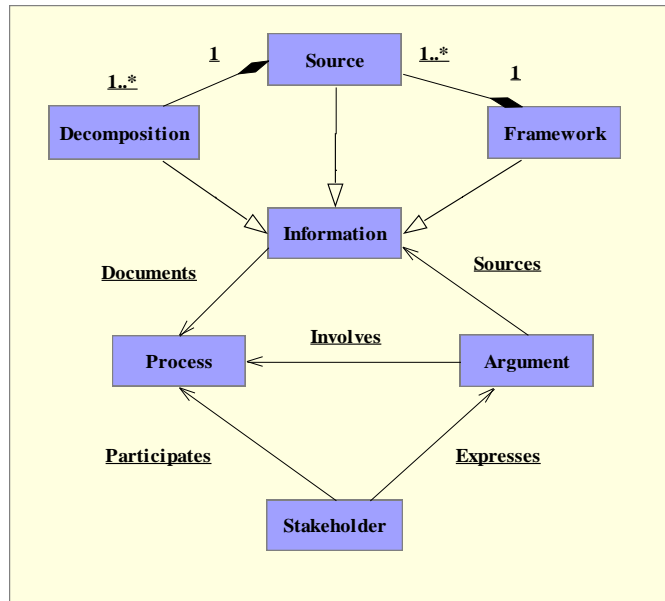 1
Source
1..*
1..*
1
Decomposition
Framework
Information
Documents
Sources
Involves
Process
Argument
Participates
Expresses
Stakeholder